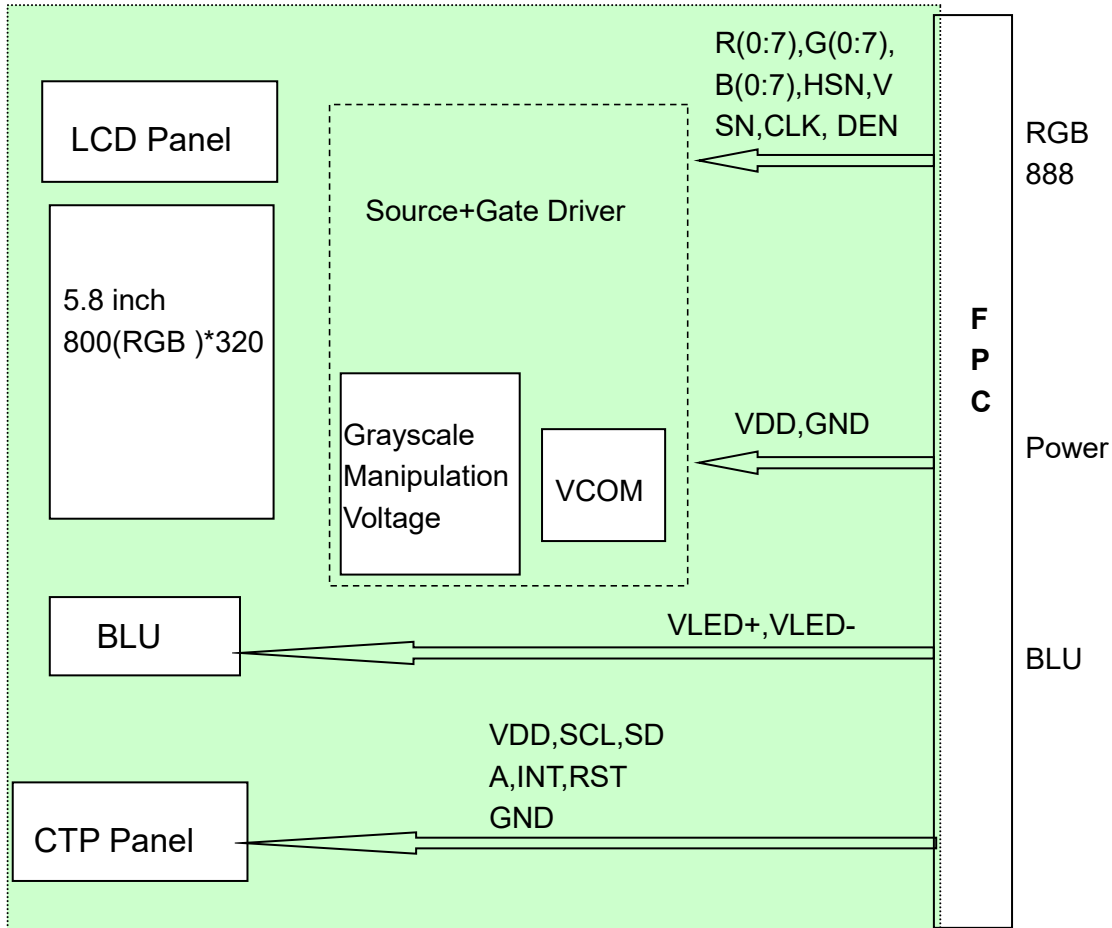 R(0:7),G(0:7),
B(0:7),HSN,V
SN,CLK, DEN
RGB
888
LCD Panel
Source+Gate Driver
5.8 inch
800(RGB )*320
F
P
C
Grayscale
Manipulation
Voltage
VCOM
VDD,GND
Power
BLU
VLED+,VLED-
BLU
VDD,SCL,SD
A,INT,RST
GND
CTP Panel